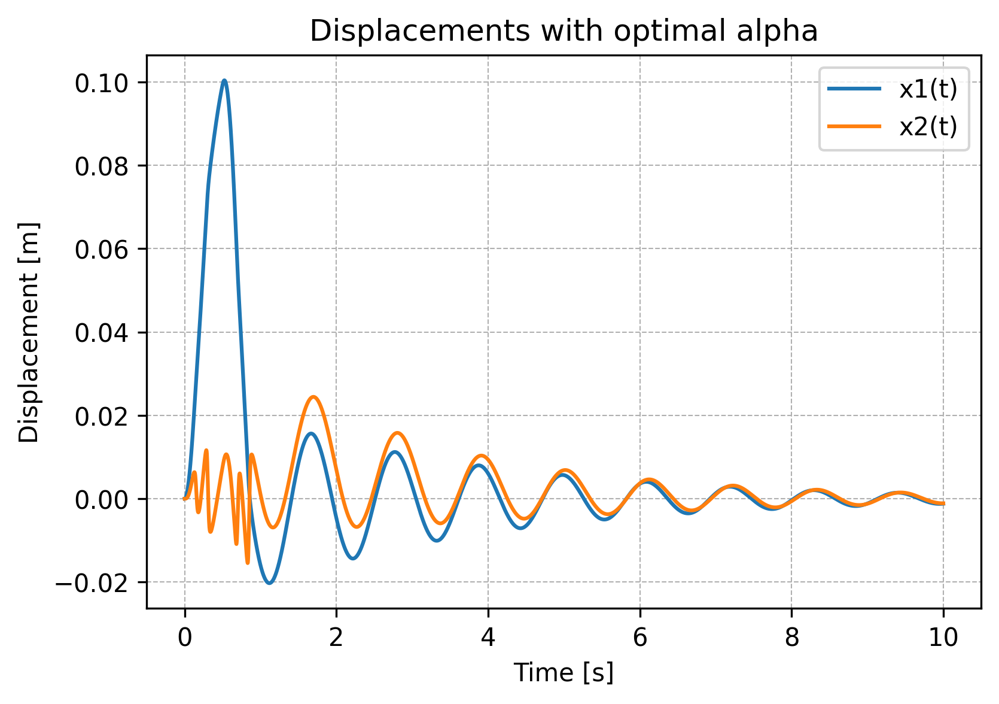 Displacements with optimal alpha
x1(t)
x2(t)
Displacement [m]
0.10
0.08
0.06
0.04
0.02
0.00
−0.02
0 2 4 6 8 10
Time [s]